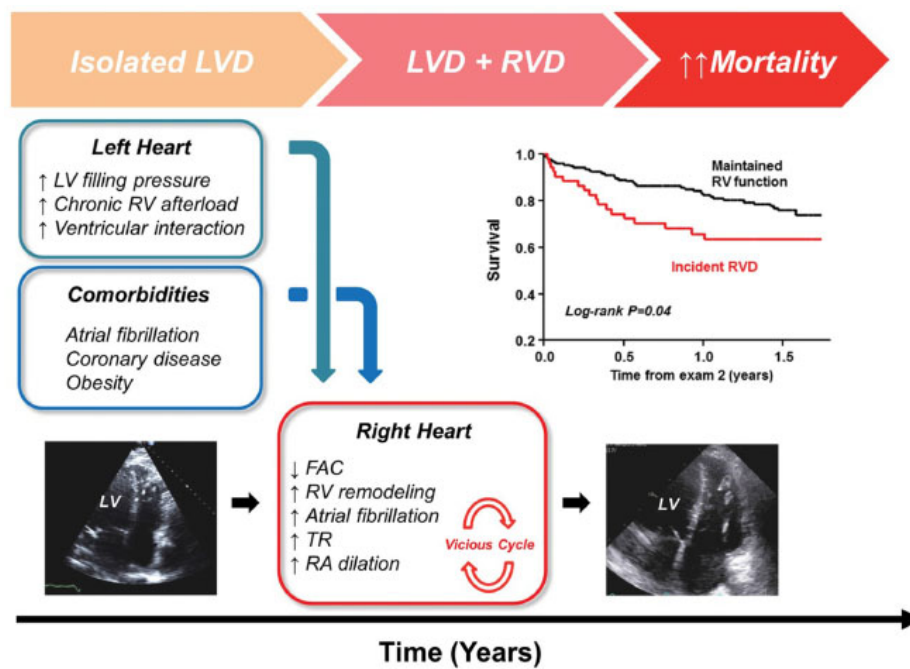 Isolated LVD
LVD + RVD
↑↑Mortality
Left Heart
↑ LV filling pressure
↑ Chronic RV afterload
↑ Ventricular interaction
Comorbidities
Atrial fibrillation
Coronary disease
Obesity
1.0
0.8
0.6
0.4
0.2
Survival
Maintained
RV function
Incident RVD
Log-rank P=0.04
0.0 0.5 1.0 1.5
Time from exam 2 (years)
LV
Right Heart
↓ FAC
↑ RV remodeling
↑ Atrial fibrillation
↑ TR
↑ RA dilation
Vicious Cycle
LV
Time (Years)